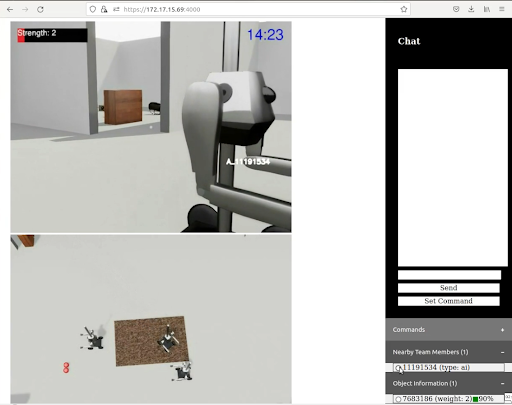 https://172.17.15.69:4000
Strength: 2
14:23
A_11191534
Chat
Send
Set Command
Commands +
Nearby Team Members (1) −
11191534 (type: ai)
Object Information (1) −
7683186 (weight: 2) 90%